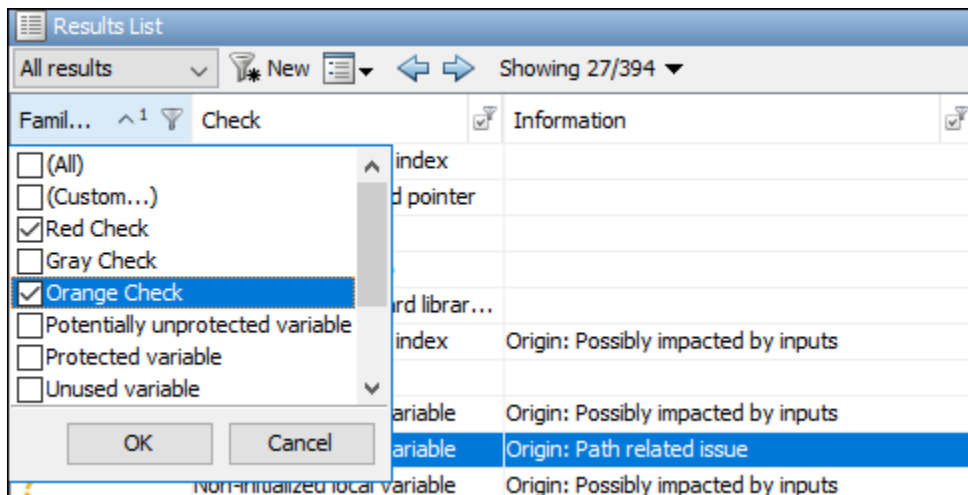 Results List
All results New Showing 27/394
Famil... 1 Check Information
(All) index
(Custom...) d pointer
Red Check
Gray Check
Orange Check rd librar...
Potentially unprotected variable
Protected variable index Origin: Possibly impacted by inputs
Unused variable
ariable Origin: Possibly impacted by inputs
OK Cancel ariable Origin: Path related issue
? Non-initialized local variable Origin: Possibly impacted by inputs